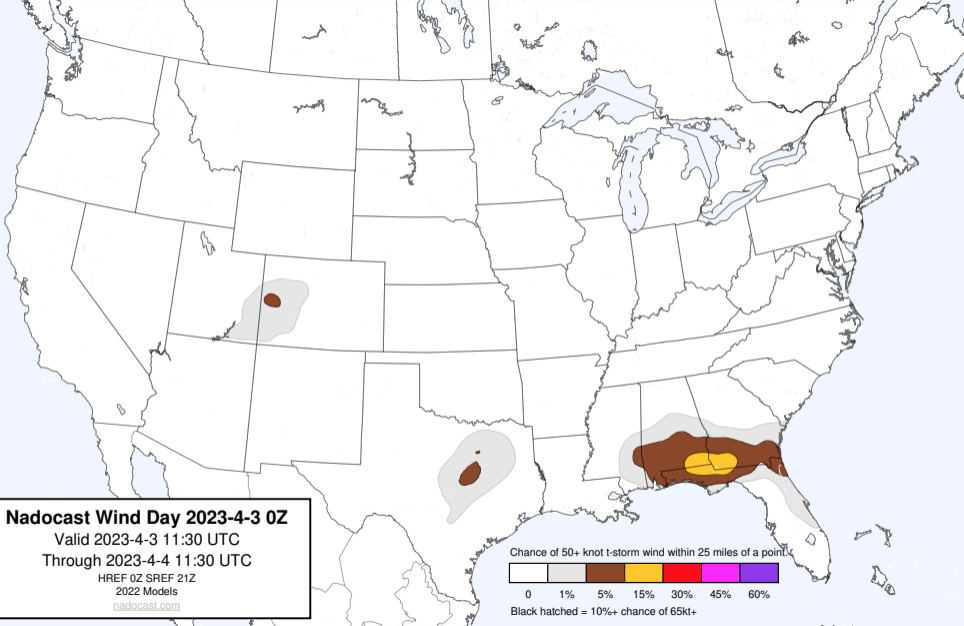 Nadocast Wind Day 2023-4-3 0Z
Valid 2023-4-3 11:30 UTC
Through 2023-4-4 11:30 UTC
HREF 0Z SREF 21Z
2022 Models
nadocast.com
Chance of 50+ knot t-storm wind within 25 miles of a point.
0 1% 5% 15% 30% 45% 60%
Black hatched = 10%+ chance of 65kt+